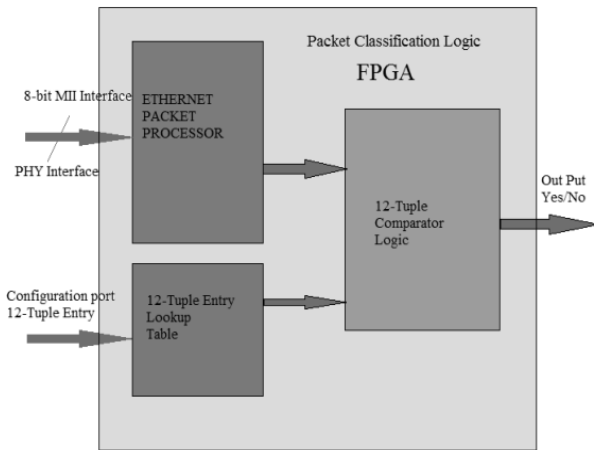 Packet Classification Logic
FPGA
8-bit MII Interface
PHY Interface
ETHERNET
PACKET
PROCESSOR
12-Tuple
Comparator
Logic
Out Put
Yes/No
Configuration port
12-Tuple Entry
12-Tuple Entry
Lookup
Table